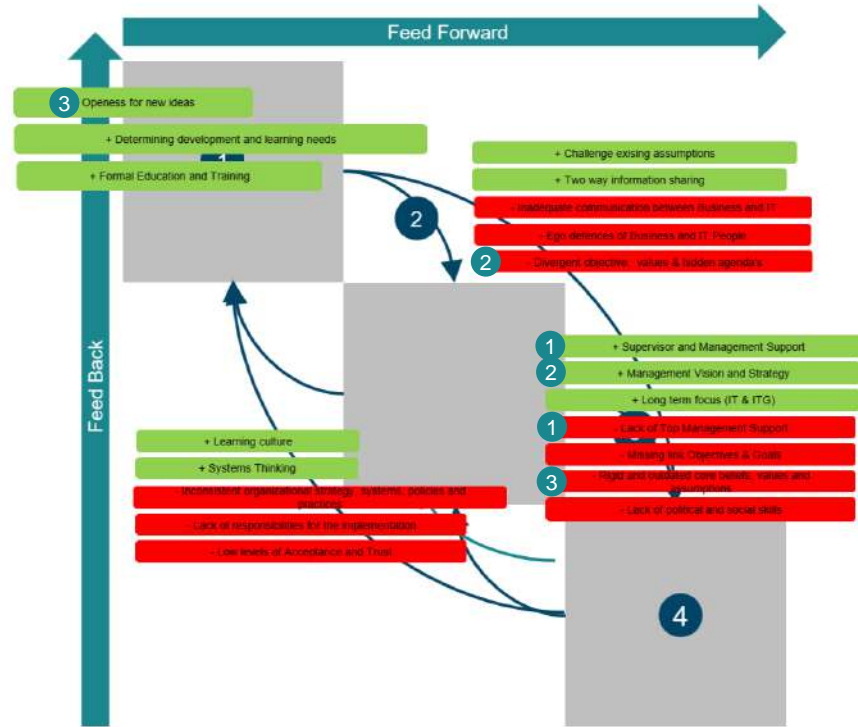 Feed Forward
Feed Back
3 Openess for new ideas
+ Determining development and learning needs
1
+ Formal Education and Training
2
+ Challenge exising assumptions
+ Two way information sharing
- Inadequate communication between Business and IT
- Ego defences of Business and IT People
2 - Divergent objective, values & hidden agenda's
1 + Supervisor and Management Support
2 + Management Vision and Strategy
+ Long term focus (IT & ITG)
1 - Lack of Top Management Support
- Missing link Objectives & Goals
3 - Rigid and outdated core beliefs, values and
assumptions
- Lack of political and social skills
+ Learning culture
+ Systems Thinking
Inconsistent organizational strategy, systems, policies and
practices
- Lack of responsibilities for the implementation
- Low levels of Acceptance and Trust
4